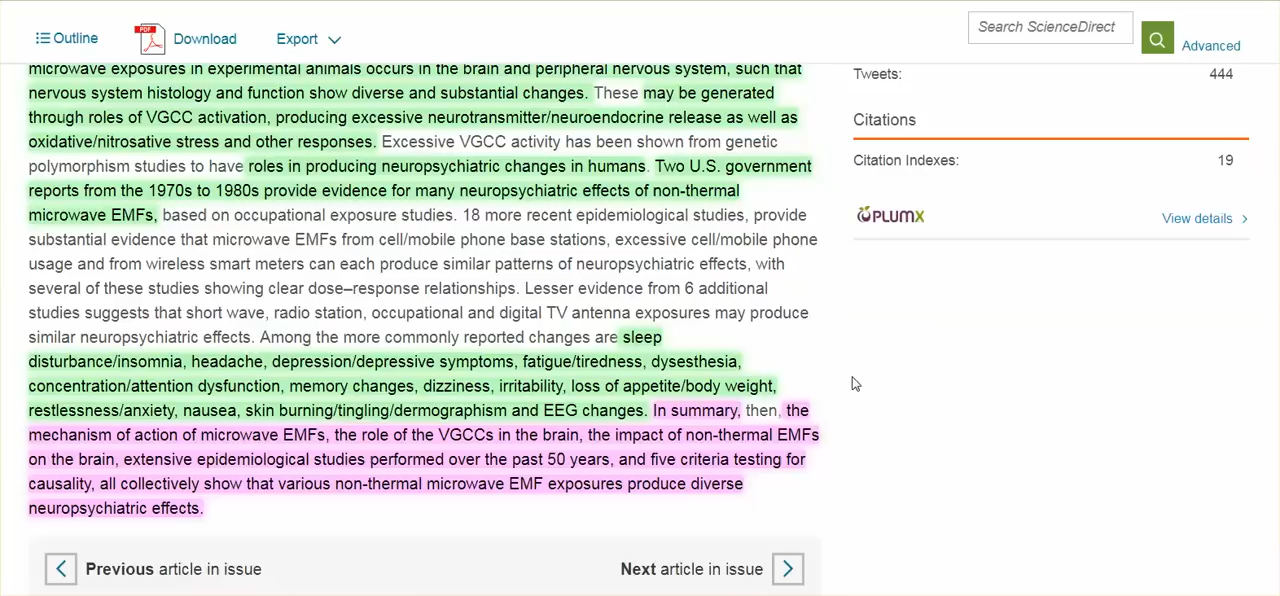 Outline
PDF
Download
Export
Search ScienceDirect
Advanced
microwave exposures in experimental animals occurs in the brain and peripheral nervous system, such that
nervous system histology and function show diverse and substantial changes. These may be generated
through roles of VGCC activation, producing excessive neurotransmitter/neuroendocrine release as well as
oxidative/nitrosative stress and other responses. Excessive VGCC activity has been shown from genetic
polymorphism studies to have roles in producing neuropsychiatric changes in humans. Two U.S. government
reports from the 1970s to 1980s provide evidence for many neuropsychiatric effects of non-thermal
microwave EMFs, based on occupational exposure studies. 18 more recent epidemiological studies, provide
substantial evidence that microwave EMFs from cell/mobile phone base stations, excessive cell/mobile phone
usage and from wireless smart meters can each produce similar patterns of neuropsychiatric effects, with
several of these studies showing clear dose–response relationships. Lesser evidence from 6 additional
studies suggests that short wave, radio station, occupational and digital TV antenna exposures may produce
similar neuropsychiatric effects. Among the more commonly reported changes are sleep
disturbance/insomnia, headache, depression/depressive symptoms, fatigue/tiredness, dysesthesia,
concentration/attention dysfunction, memory changes, dizziness, irritability, loss of appetite/body weight,
restlessness/anxiety, nausea, skin burning/tingling/dermographism and EEG changes. In summary, then, the
mechanism of action of microwave EMFs, the role of the VGCCs in the brain, the impact of non-thermal EMFs
on the brain, extensive epidemiological studies performed over the past 50 years, and five criteria testing for
causality, all collectively show that various non-thermal microwave EMF exposures produce diverse
neuropsychiatric effects.
Previous article in issue
Next article in issue
Tweets: 444
Citations
Citation Indexes: 19
PLUMX
View details